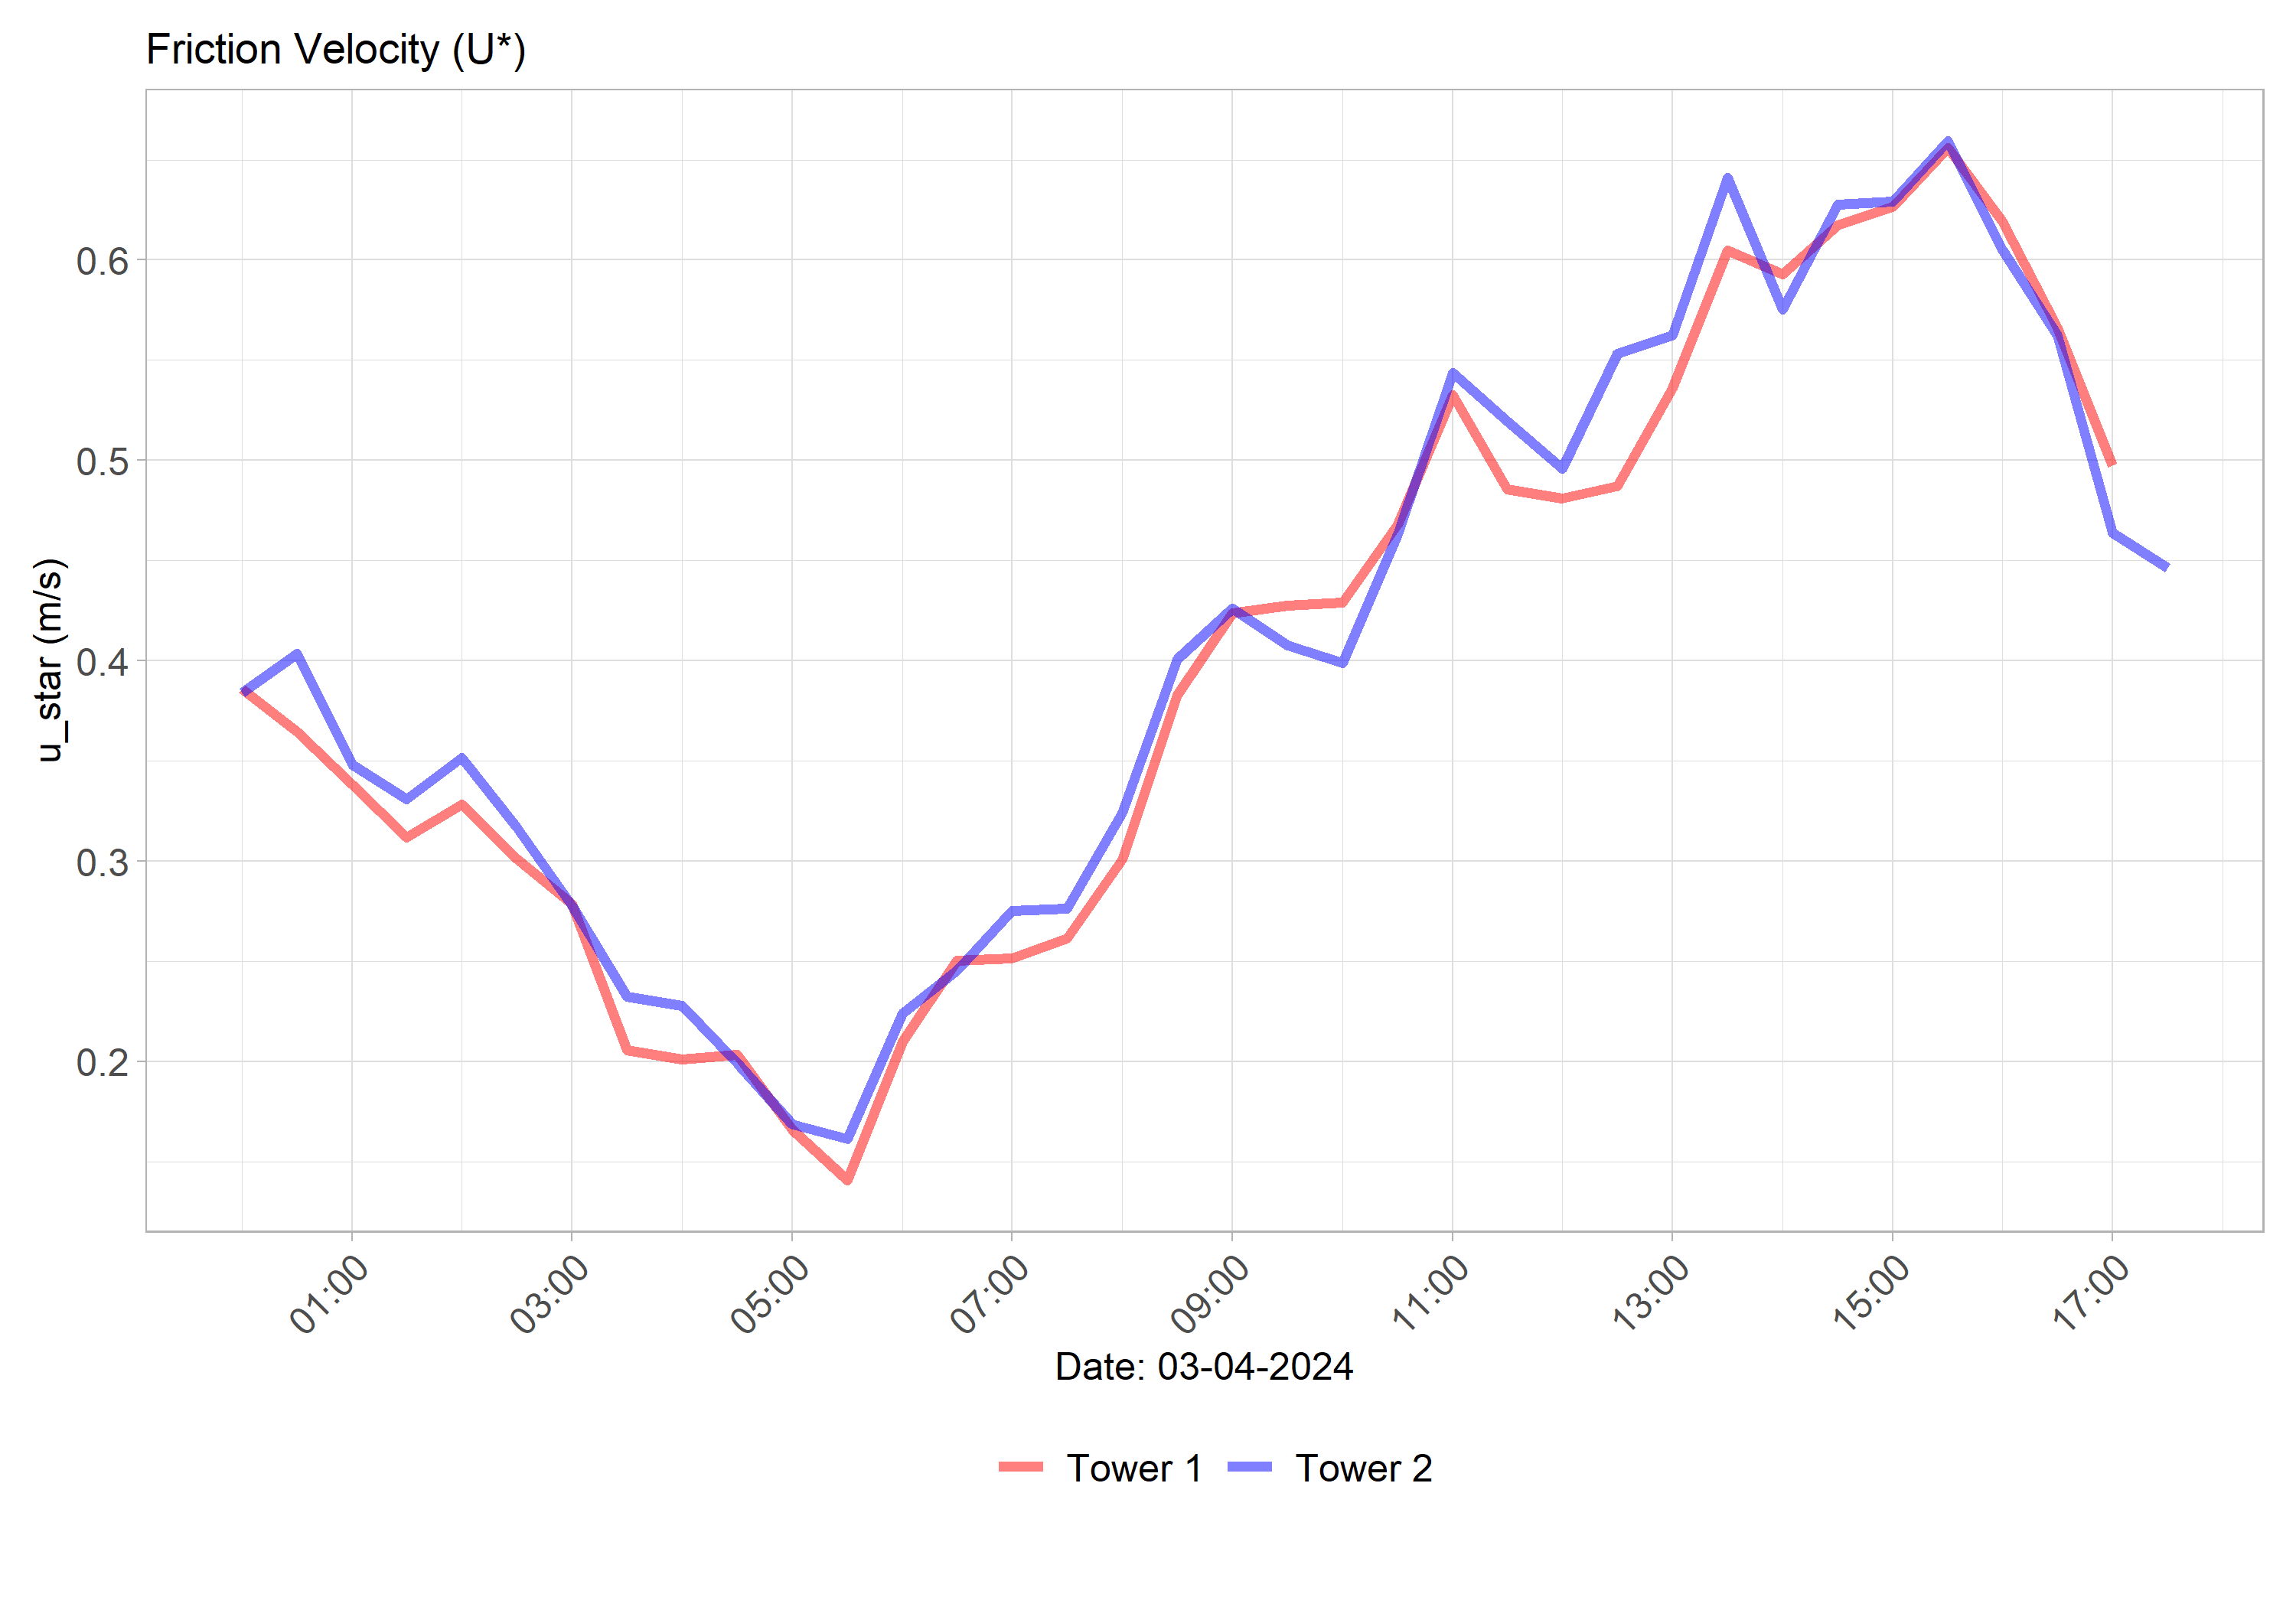 Friction Velocity (U*)
u_star (m/s)
0.6
0.5
0.4
0.3
0.2
01:00 03:00 05:00 07:00 09:00 11:00 13:00 15:00 17:00
Date: 03-04-2024
Tower 1 Tower 2